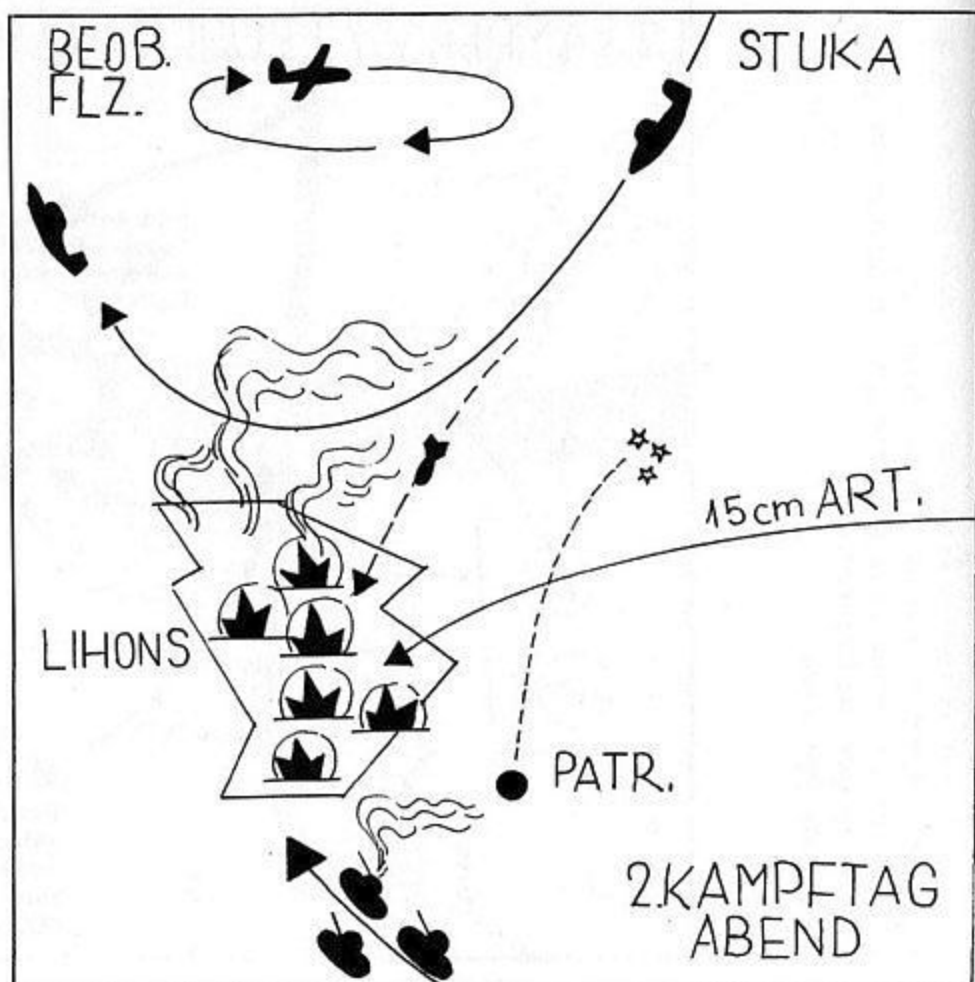 BEOB.
FLZ.
STUKA
15cm ART.
LIHONS
PATR.
2.KAMPFTAG
ABEND